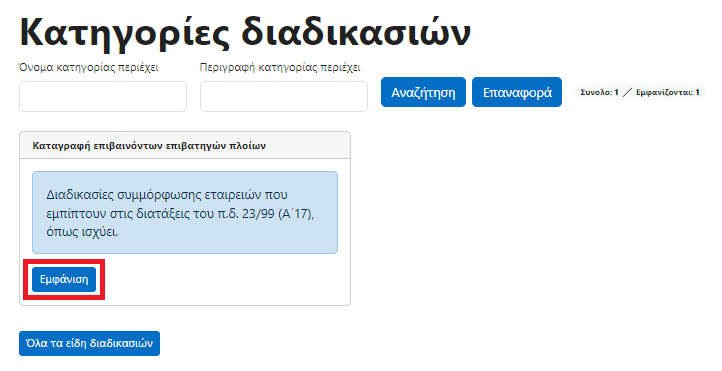 Κατηγορίες διαδικασιών
Όνομα κατηγορίας περιέχει
Περιγραφή κατηγορίας περιέχει
Αναζήτηση
Επαναφορά
Συνολο: 1 / Εμφανίζονται: 1
Καταγραφή επιβαινόντων επιβατηγών πλοίων
Διαδικασίες συμμόρφωσης εταιρειών που
εμπίπτουν στις διατάξεις του π.δ. 23/99 (Α΄17),
όπως ισχύει.
Εμφάνιση
Όλα τα είδη διαδικασιών